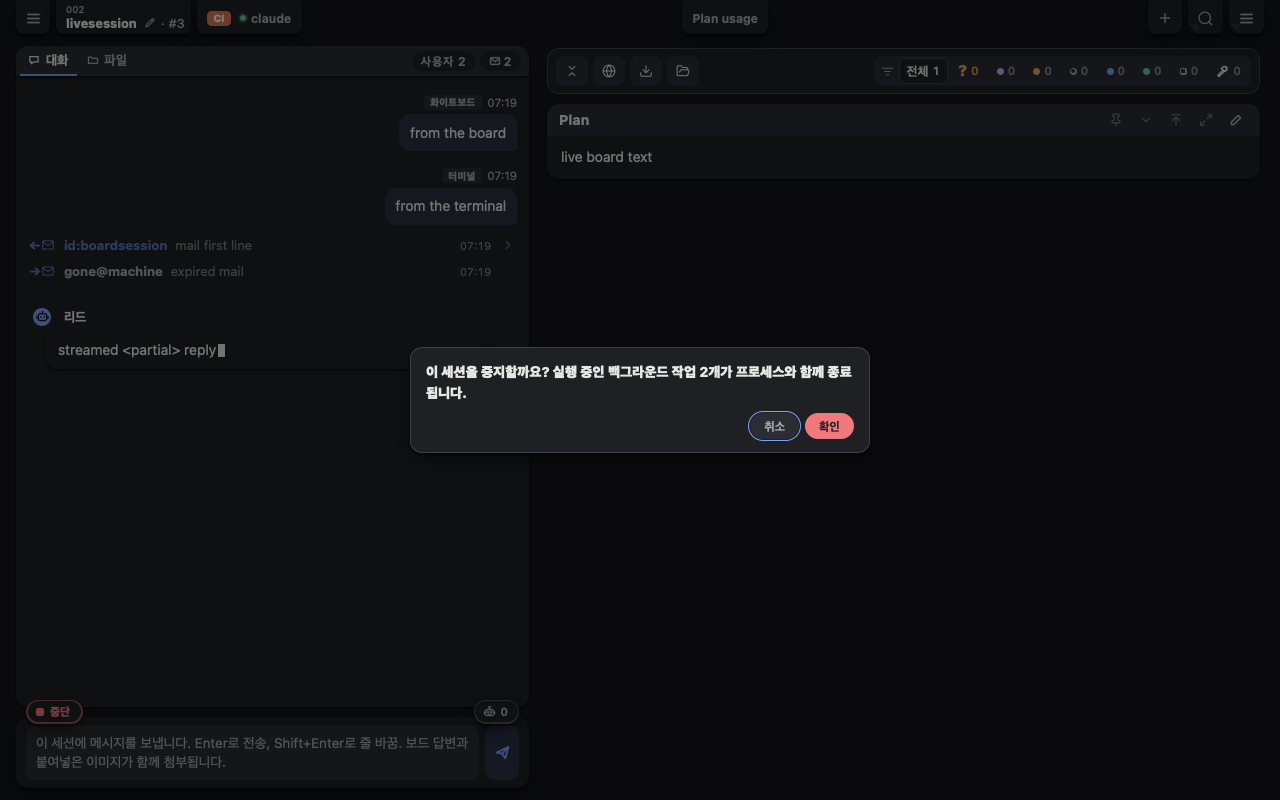 002
livesession · #3
CI claude
Plan usage
대화
파일
사용자 2
2
전체 1
? 0
0
0
0
0
0
0
0
화이트보드 07:19
from the board
터미널 07:19
from the terminal
id:boardsession mail first line 07:19
gone@machine expired mail 07:19
리드
streamed <partial> reply
Plan
live board text
이 세션을 중지할까요? 실행 중인 백그라운드 작업 2개가 프로세스와 함께 종료
됩니다.
취소
확인
중단
0
이 세션에 메시지를 보냅니다. Enter로 전송, Shift+Enter로 줄 바꿈. 보드 답변과
붙여넣은 이미지가 함께 첨부됩니다.